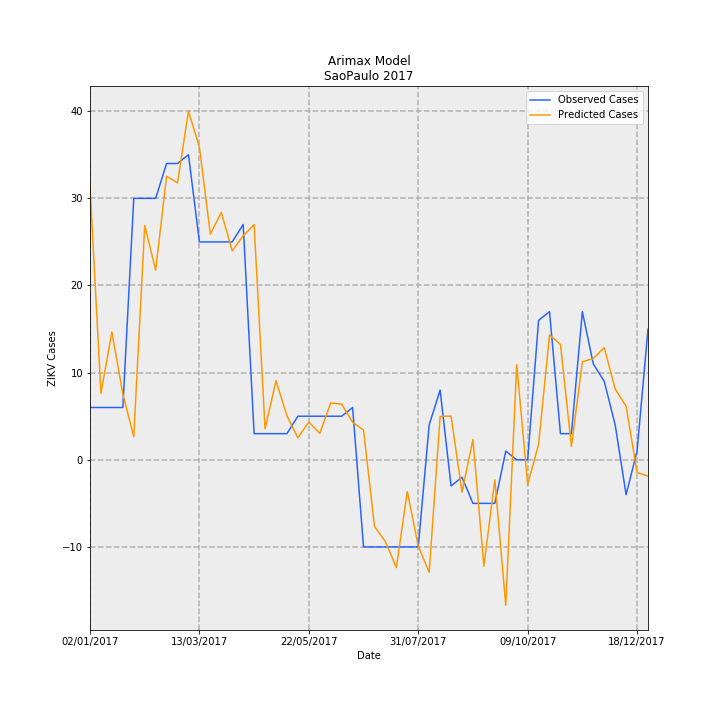 Arimax Model
SaoPaulo 2017
Observed Cases
Predicted Cases
40
30
20
10
0
−10
ZIKV Cases
02/01/2017 13/03/2017 22/05/2017 31/07/2017 09/10/2017 18/12/2017
Date